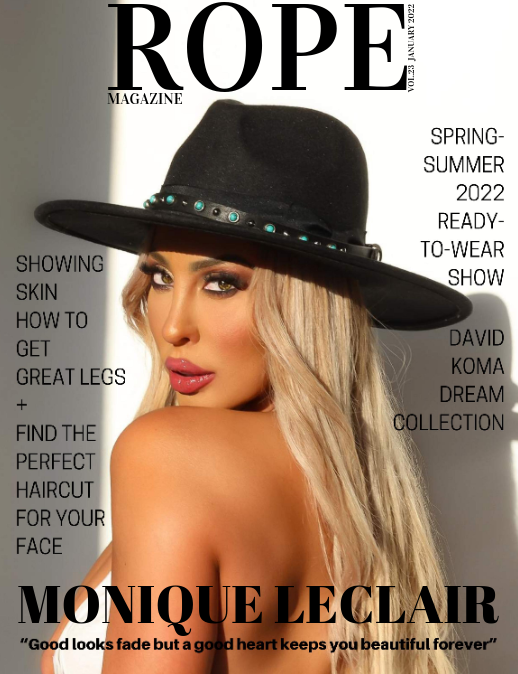 ROPE
MAGAZINE
VOL.23 JANUARY 2022
SPRING-
SUMMER
2022
READY-
TO-WEAR
SHOW
DAVID
KOMA
DREAM
COLLECTION
SHOWING
SKIN
HOW TO
GET
GREAT LEGS
+
FIND THE
PERFECT
HAIRCUT
FOR YOUR
FACE
MONIQUE LECLAIR
“Good looks fade but a good heart keeps you beautiful forever”